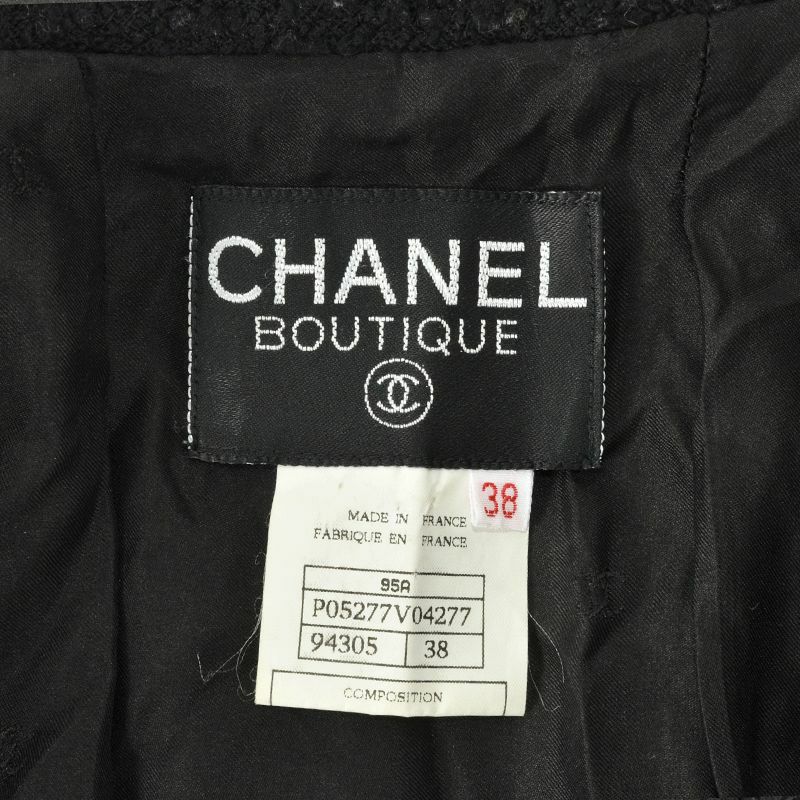 CHANEL
BOUTIQUE
38
MADE IN FRANCE
FABRIQUE EN FRANCE
95A
P05277V04277
94305 38
COMPOSITION